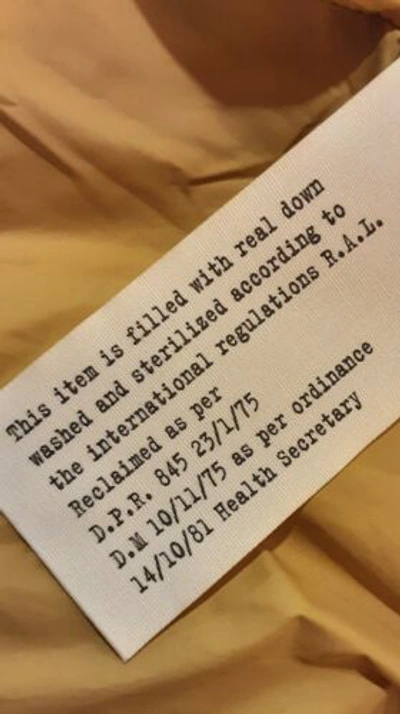 This item is filled with real down
washed and sterilized according to
the international regulations R.A.L.
Reclaimed as per
D.P.R. 845 23/1/75
D.M 10/11/75 as per ordinance
14/10/81 Health Secretary